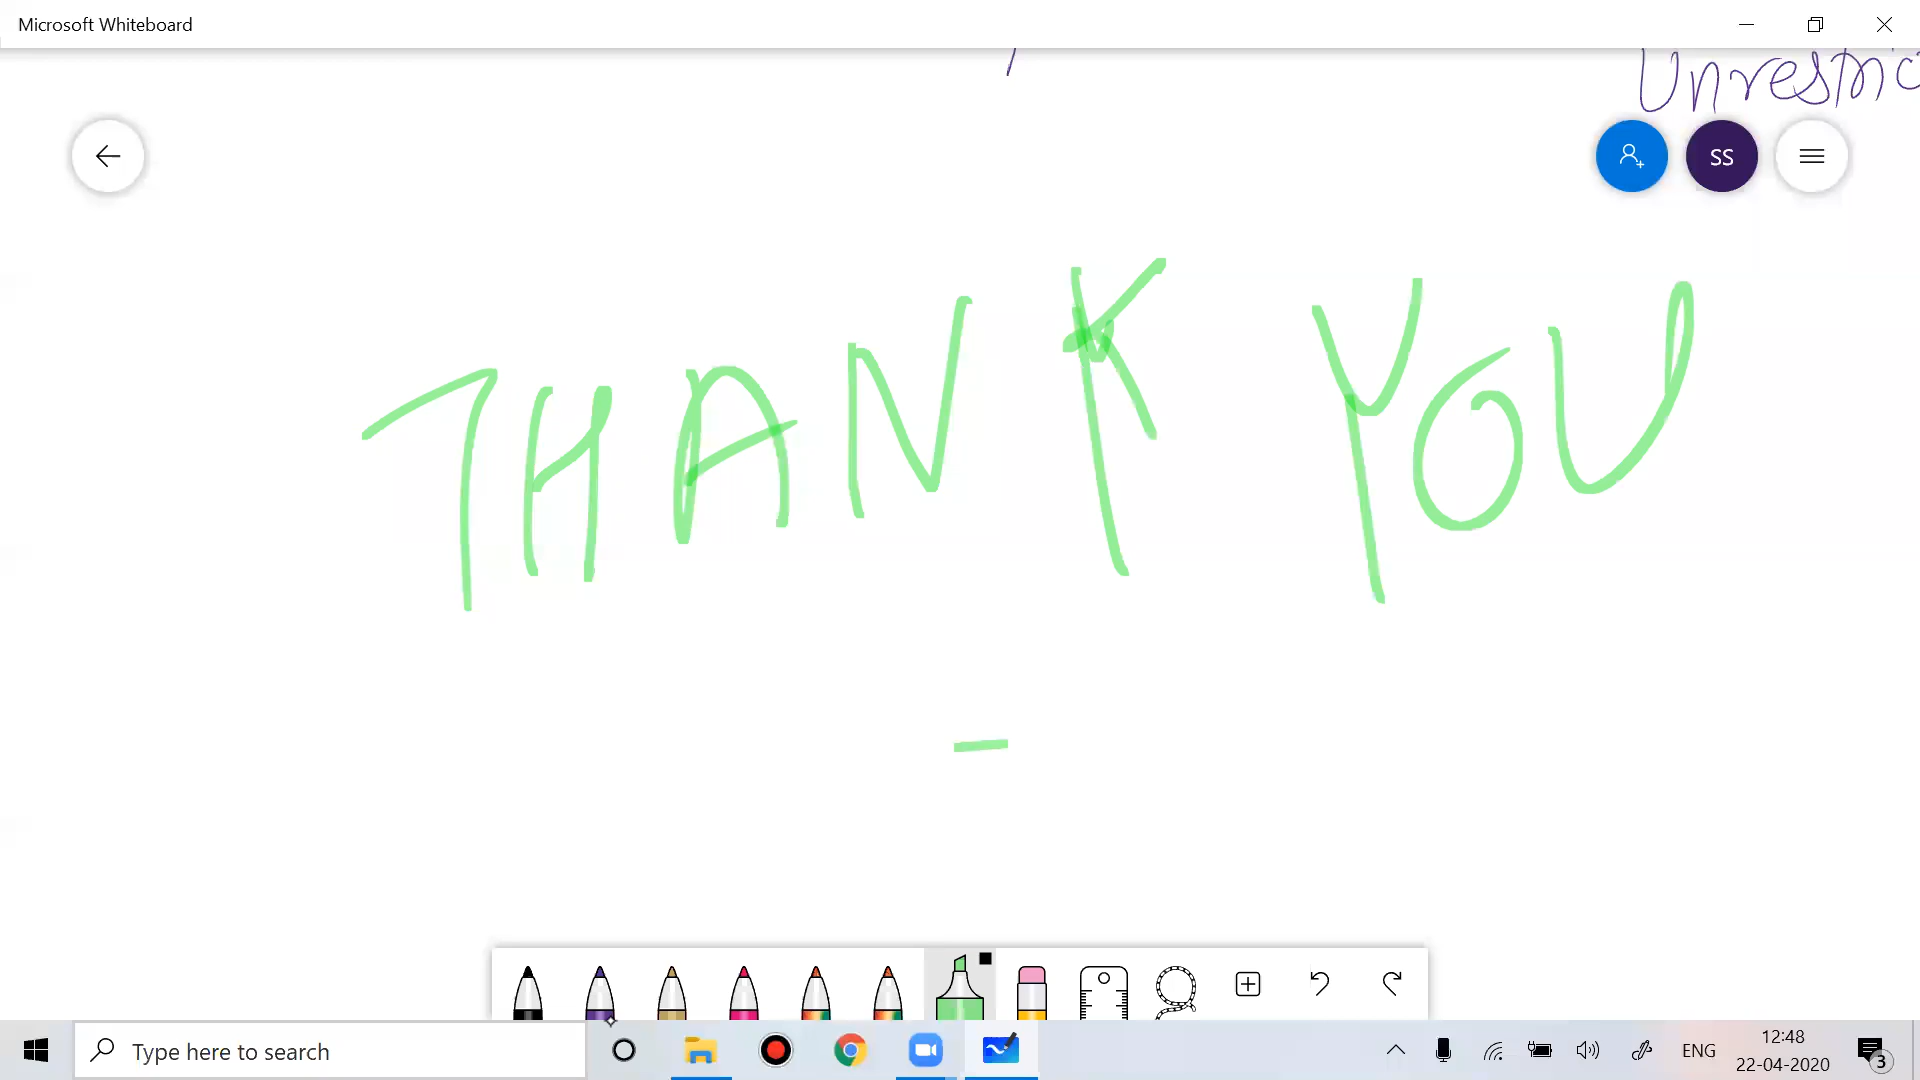 Microsoft Whiteboard
SS
THANK YOU
-
Type here to search
ENG
12:48
22-04-2020
3